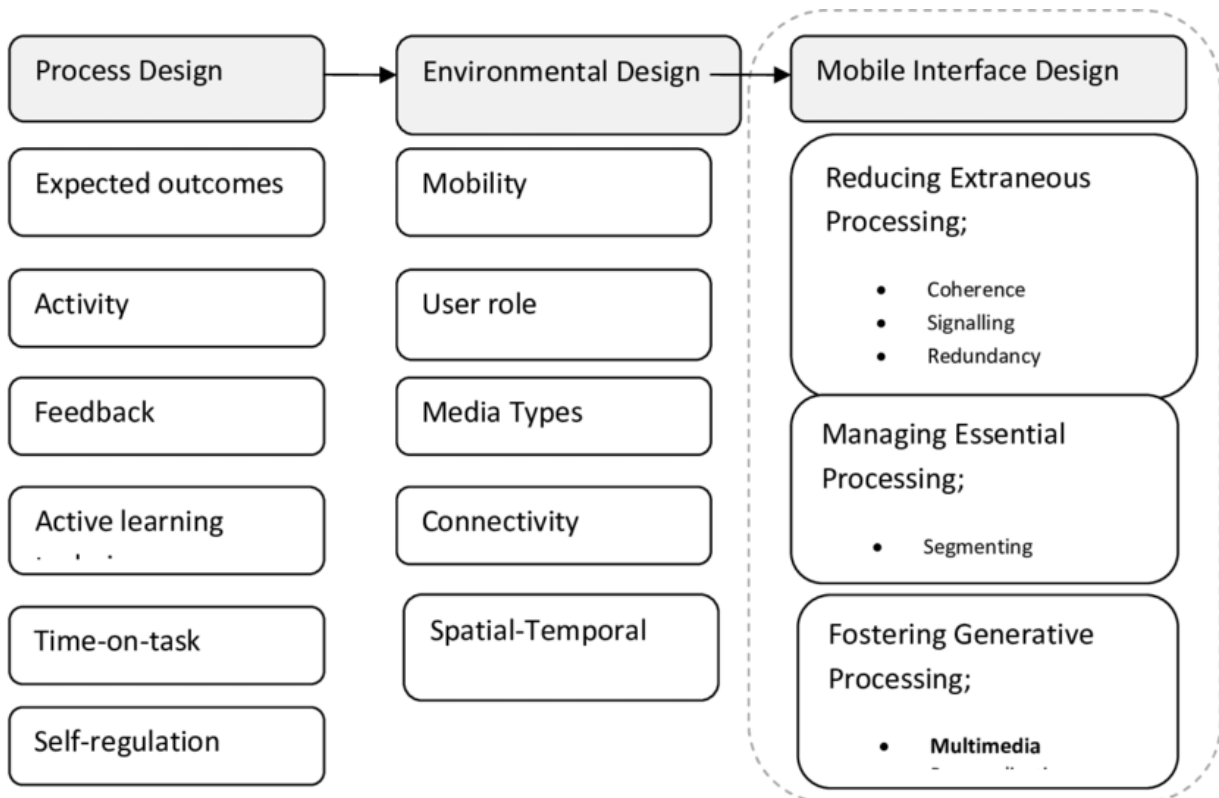 Process Design
Environmental Design
Mobile Interface Design
Expected outcomes
Activity
Feedback
Active learning
Time-on-task
Self-regulation
Mobility
User role
Media Types
Connectivity
Spatial-Temporal
Reducing Extraneous
Processing;
• Coherence
• Signalling
• Redundancy
Managing Essential
Processing;
• Segmenting
Fostering Generative
Processing;
• Multimedia